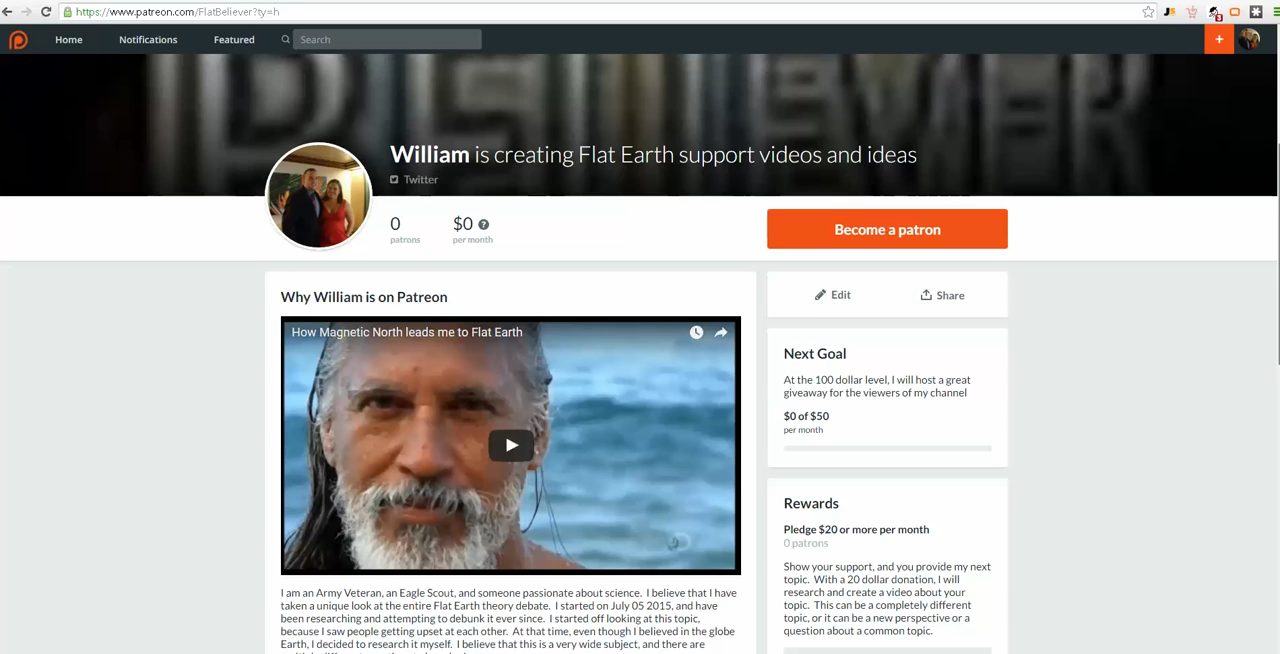 https://www.patreon.com/FlatBeliever?ty=h
Home
Notifications
Featured
Search
+
William is creating Flat Earth support videos and ideas
Twitter
0
patrons
$0
per month
Become a patron
Why William is on Patreon
How Magnetic North leads me to Flat Earth
I am an Army Veteran, an Eagle Scout, and someone passionate about science. I believe that I have
taken a unique look at the entire Flat Earth theory debate. I started on July 05 2015, and have
been researching and attempting to debunk it ever since. I started off looking at this topic,
because I saw people getting upset at each other. At that time, even though I believed in the globe
Earth, I decided to research it myself. I believe that this is a very wide subject, and there are
Edit
Share
Next Goal
At the 100 dollar level, I will host a great
giveaway for the viewers of my channel
$0 of $50
per month
Rewards
Pledge $20 or more per month
0 patrons
Show your support, and you provide my next
topic. With a 20 dollar donation, I will
research and create a video about your
topic. This can be a completely different
topic, or it can be a new perspective or a
question about a common topic.